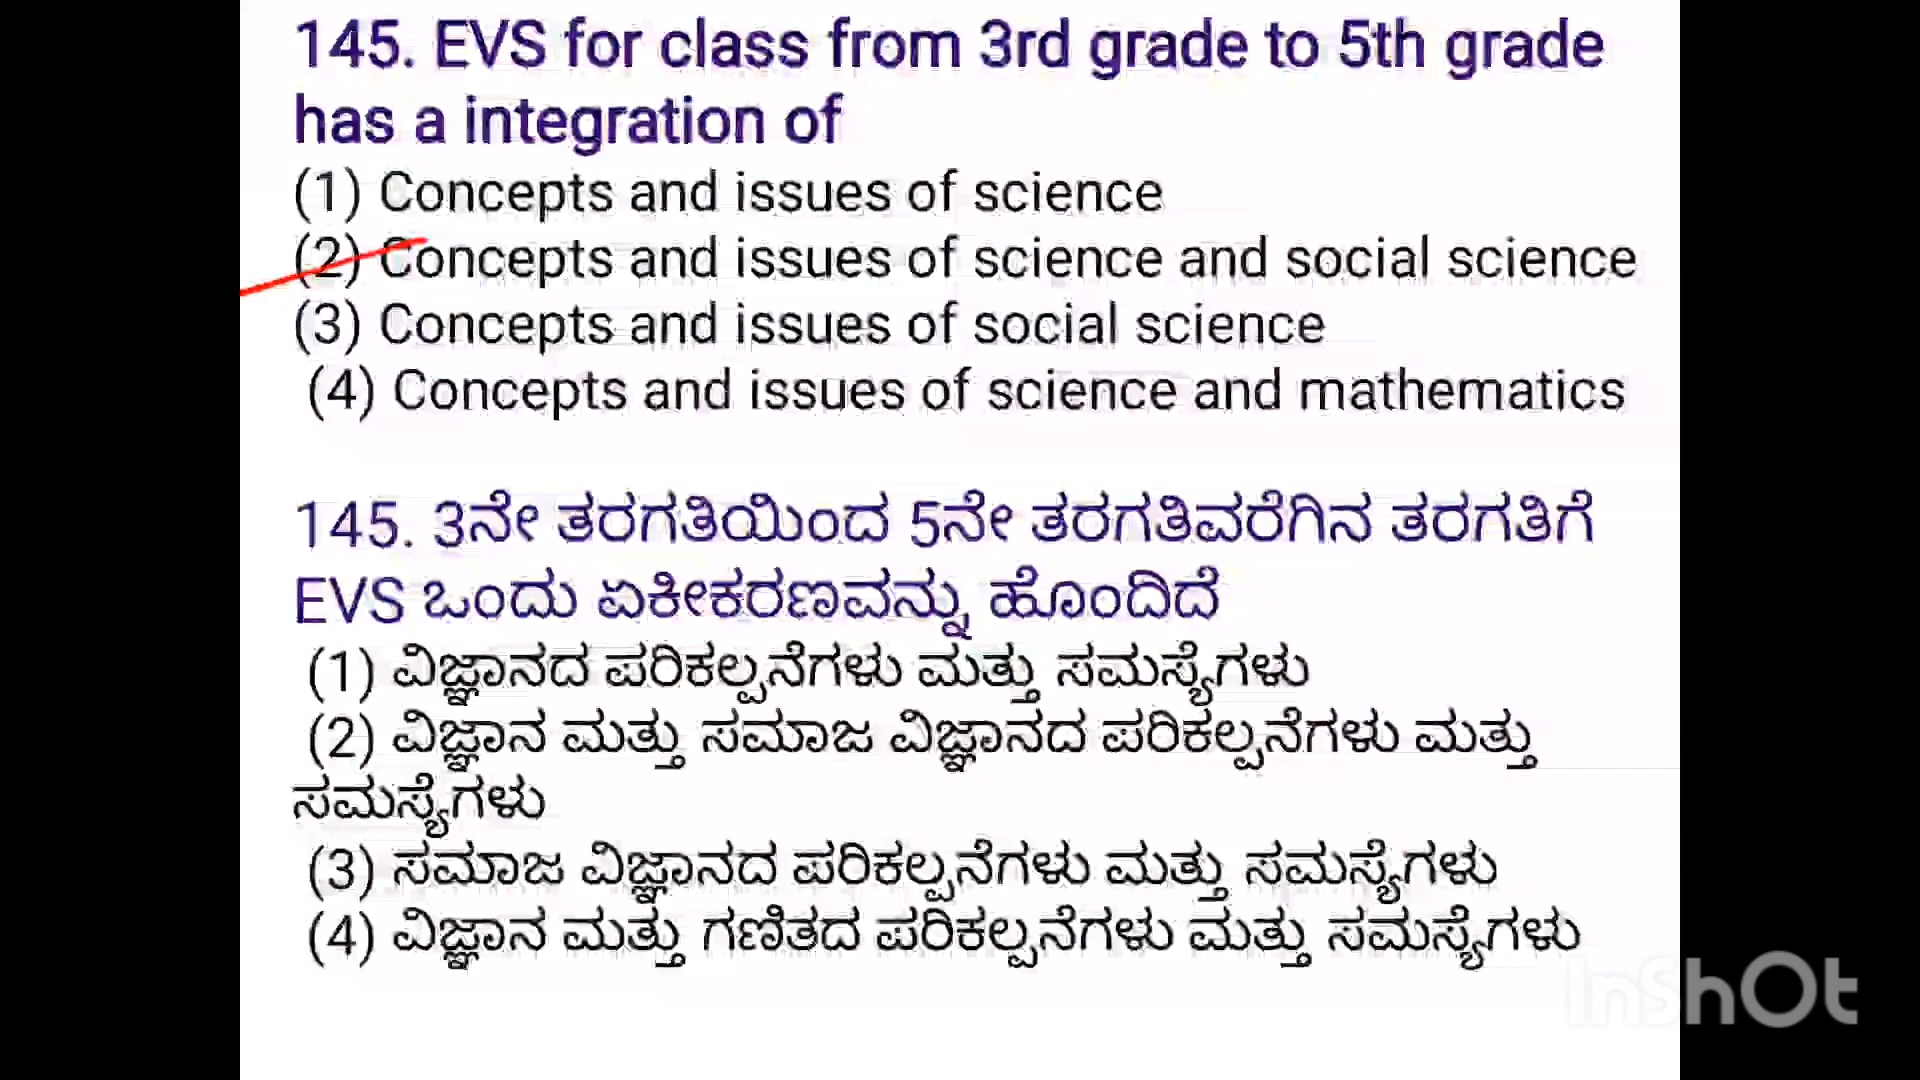 145. EVS for class from 3rd grade to 5th grade
has a integration of
(1) Concepts and issues of science
(2) Concepts and issues of science and social science
(3) Concepts and issues of social science
(4) Concepts and issues of science and mathematics
145. 3ನೇ ತರಗತಿಯಿಂದ 5ನೇ ತರಗತಿವರೆಗಿನ ತರಗತಿಗೆ
EVS ಒಂದು ಏಕೀಕರಣವನ್ನು ಹೊಂದಿದೆ
(1) ವಿಜ್ಞಾನದ ಪರಿಕಲ್ಪನೆಗಳು ಮತ್ತು ಸಮಸ್ಯೆಗಳು
(2) ವಿಜ್ಞಾನ ಮತ್ತು ಸಮಾಜ ವಿಜ್ಞಾನದ ಪರಿಕಲ್ಪನೆಗಳು ಮತ್ತು
ಸಮಸ್ಯೆಗಳು
(3) ಸಮಾಜ ವಿಜ್ಞಾನದ ಪರಿಕಲ್ಪನೆಗಳು ಮತ್ತು ಸಮಸ್ಯೆಗಳು
(4) ವಿಜ್ಞಾನ ಮತ್ತು ಗಣಿತದ ಪರಿಕಲ್ಪನೆಗಳು ಮತ್ತು ಸಮಸ್ಯೆಗಳು
InShOt